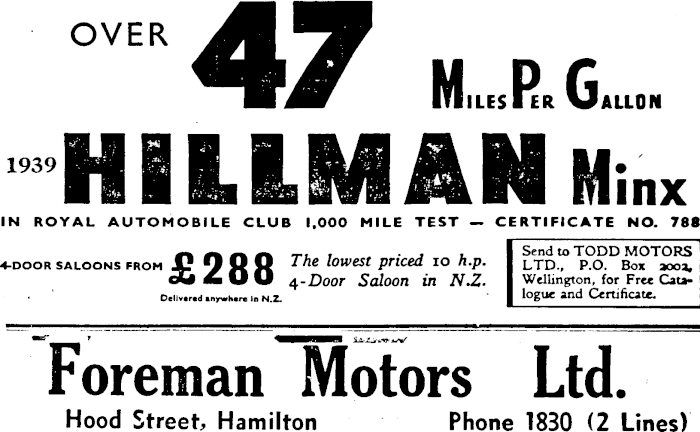 OVER 47
MILES PER GALLON
1939 HILLMAN Minx
IN ROYAL AUTOMOBILE CLUB 1,000 MILE TEST — CERTIFICATE NO. 788
4-DOOR SALOONS FROM £288
Delivered anywhere in N.Z.
The lowest priced 10 h.p.
4-Door Saloon in N.Z.
Send to TODD MOTORS
LTD., P.O. Box 2002,
Wellington, for Free Cata-
logue and Certificate.
Foreman Motors Ltd.
Hood Street, Hamilton Phone 1830 (2 Lines)